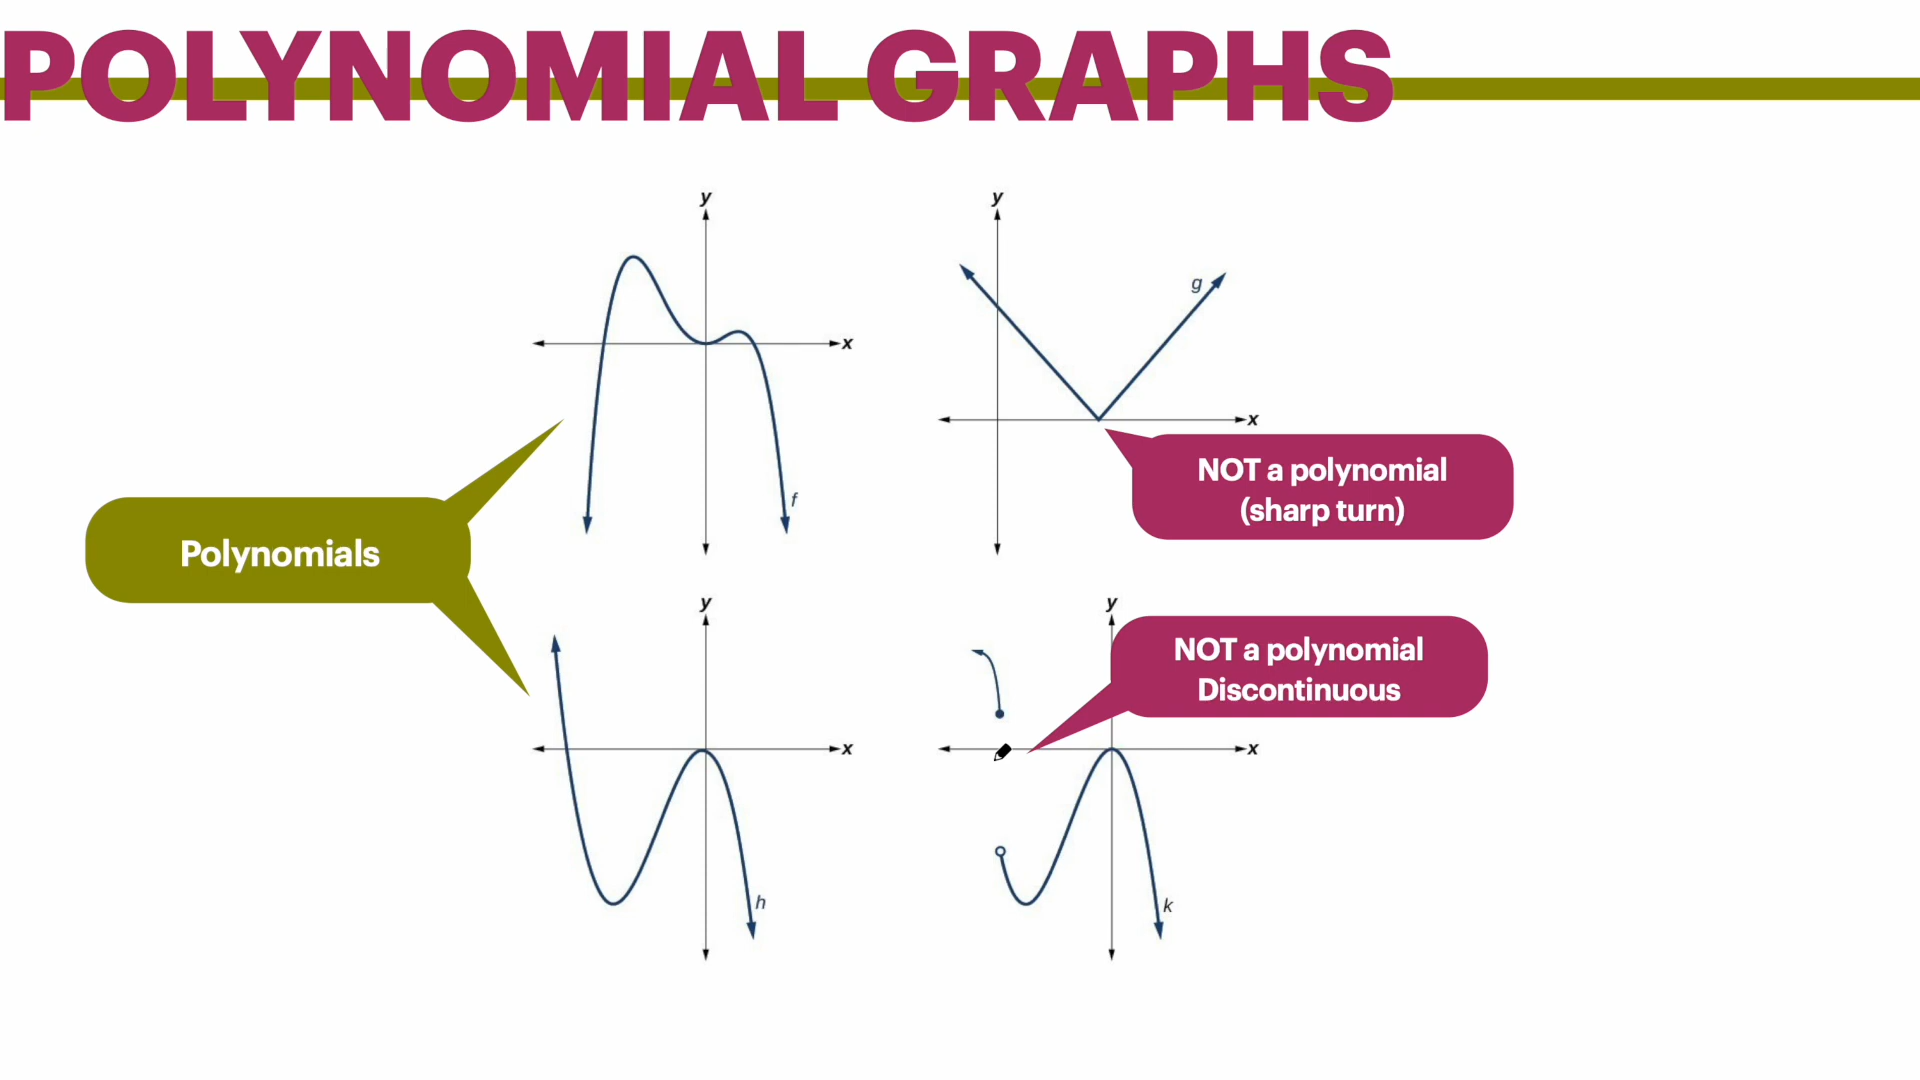 POLYNOMIAL GRAPHS
y
x
f
y
g
x
NOT a polynomial
(sharp turn)
Polynomials
y
x
h
y
NOT a polynomial
Discontinuous
x
k